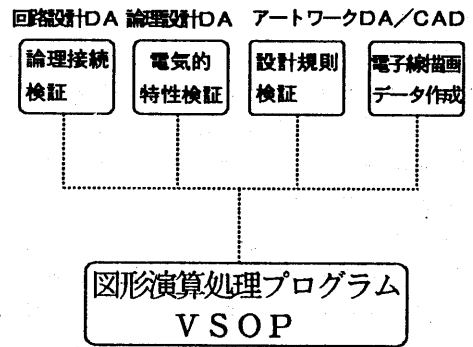 回路設計DA 論理設計DA アートワークDA／CAD
論理接続
検証
電気的
特性検証
設計規則
検証
電子線描画
データ作成
図形演算処理プログラム
VSOP